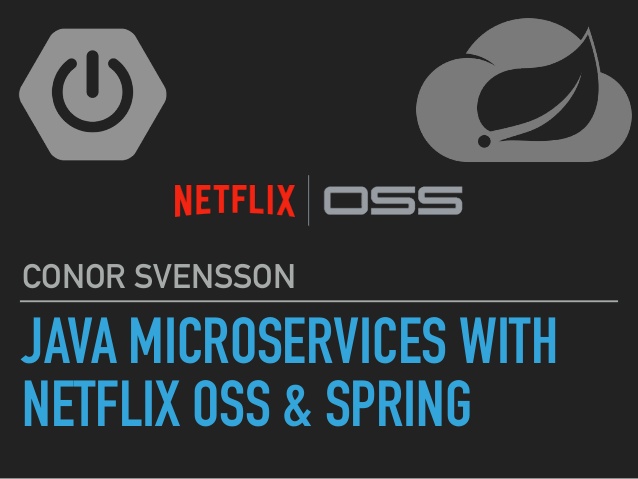 NETFLIX OSS
CONOR SVENSSON
JAVA MICROSERVICES WITH
NETFLIX OSS & SPRING